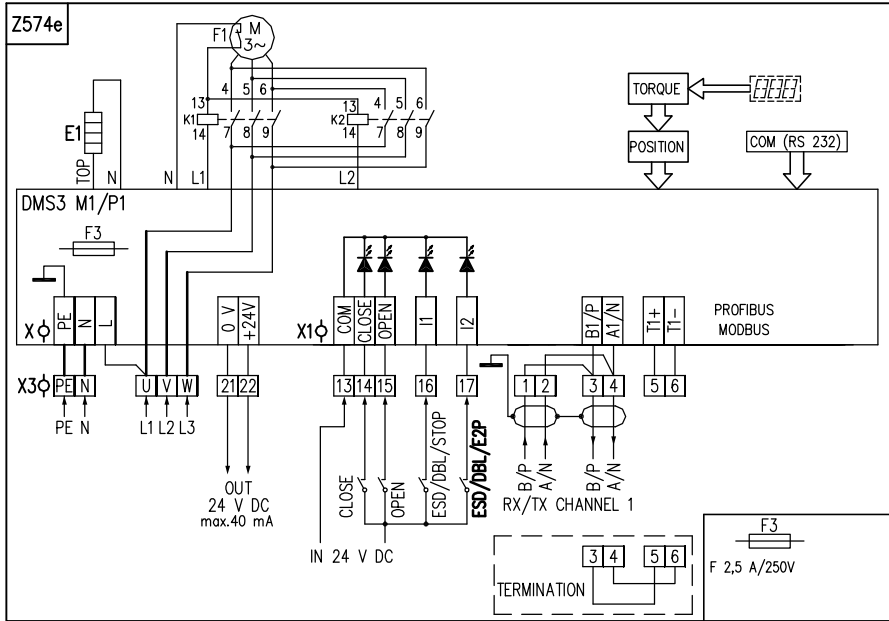 Z574e
F1
M
3~
4 5 6
13
K1
14
7 8 9
13
K2
14
4 5 6
7 8 9
E1
TOP
N
N
L1
L2
TORQUE
POSITION
COM (RS 232)
DMS3 M1/P1
F3
X
PE
N
L
0 V
+24V
X1
COM
CLOSE
OPEN
I1
I2
B1/P
A1/N
T1+
T1-
PROFIBUS
MODBUS
X3
PE N
U V W
21 22
13 14 15
16
17
1 2
3 4
5 6
PE N
L1 L2 L3
OUT
24 V DC
max.40 mA
CLOSE
OPEN
ESD/DBL/STOP
ESD/DBL/E2P
IN 24 V DC
B/P
A/N
B/P
A/N
RX/TX CHANNEL 1
TERMINATION
3 4
5 6
F3
F 2,5 A/250V